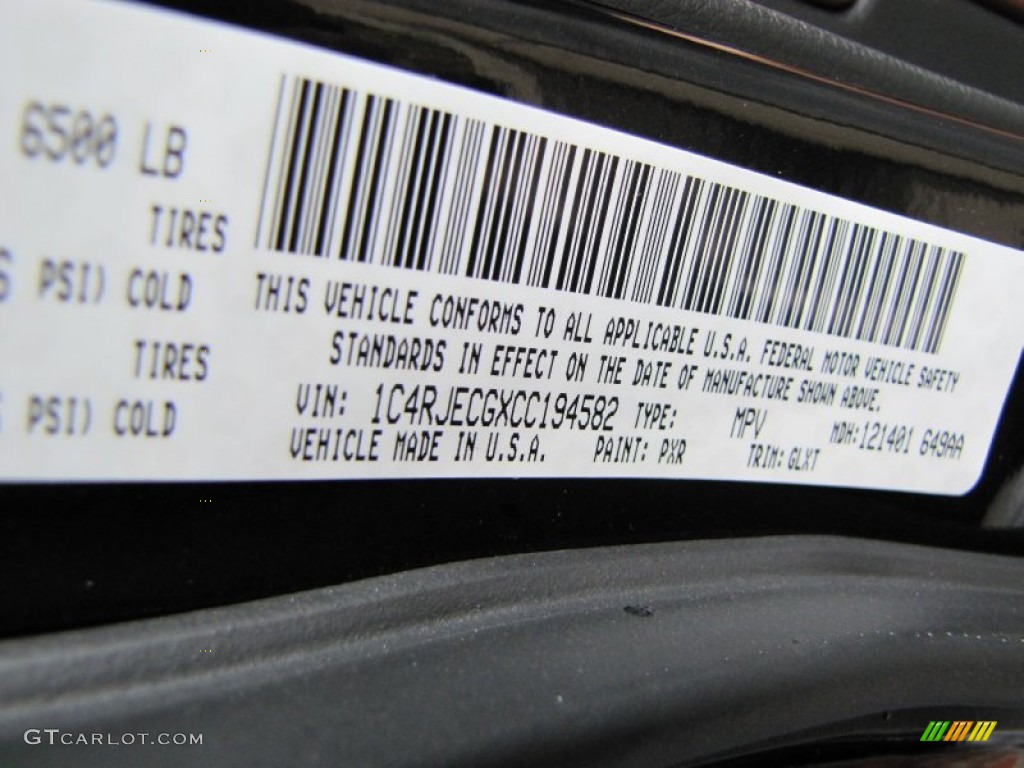 6500 LB
TIRES
PSI) COLD
TIRES
PSI) COLD
THIS VEHICLE CONFORMS TO ALL APPLICABLE U.S.A. FEDERAL MOTOR VEHICLE SAFETY
STANDARDS IN EFFECT ON THE DATE OF MANUFACTURE SHOWN ABOVE.
VIN: 1C4RJECGXCC194582 TYPE: MPV MDH:121401 649AA
VEHICLE MADE IN U.S.A. PAINT: PXR TRIM: GLXT
GTCARLOT.COM